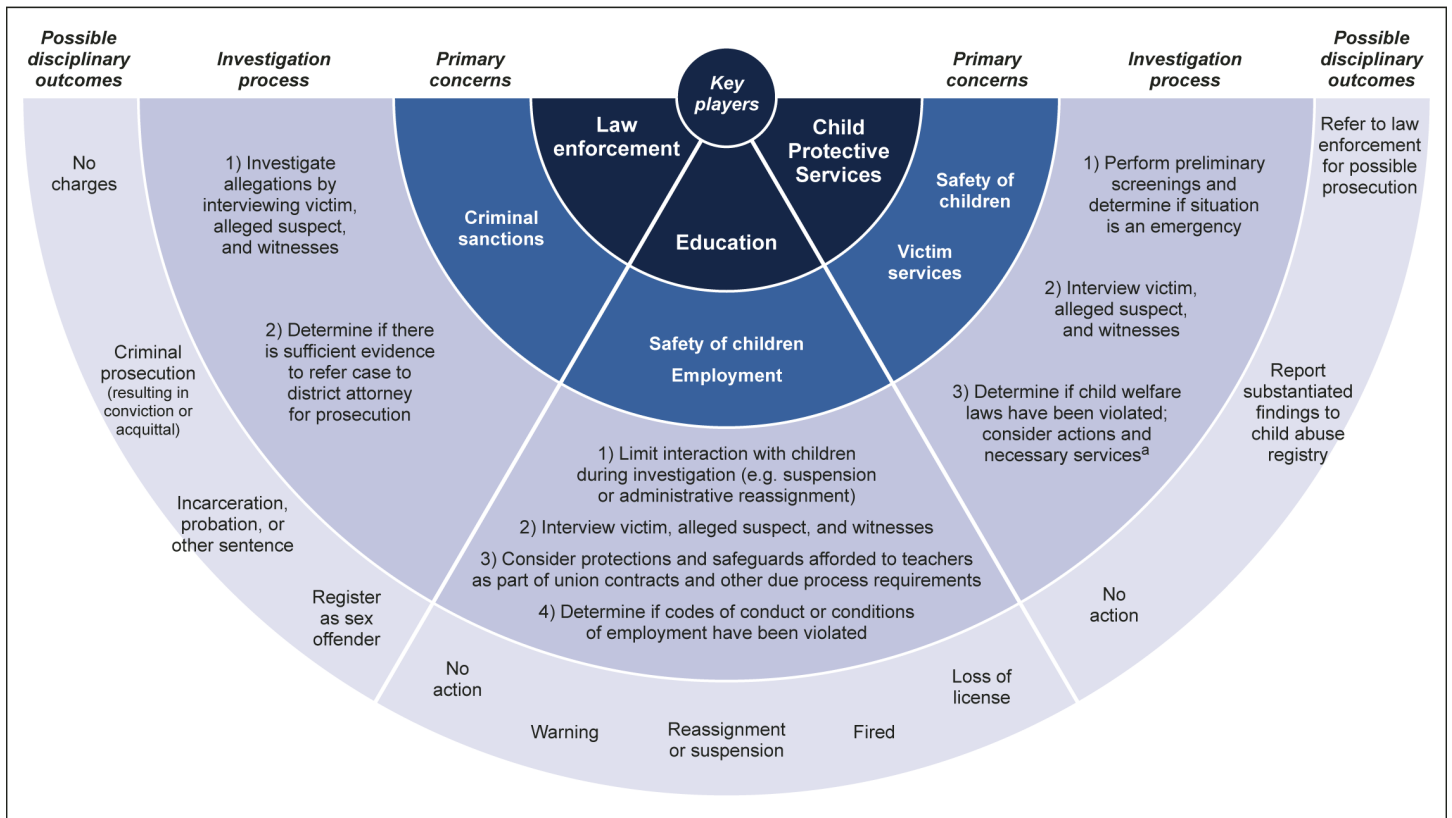 Possible
disciplinary
outcomes
Investigation
process
Primary
concerns
Key
players
Primary
concerns
Investigation
process
Possible
disciplinary
outcomes
Law
enforcement
Criminal
sanctions
1) Investigate
allegations by
interviewing victim,
alleged suspect,
and witnesses
2) Determine if there
is sufficient evidence
to refer case to
district attorney
for prosecution
No
charges
Criminal
prosecution
(resulting in
conviction or
acquittal)
Incarceration,
probation, or
other sentence
Register
as sex
offender
Education
Safety of children
Employment
1) Limit interaction with children
during investigation (e.g. suspension
or administrative reassignment)
2) Interview victim, alleged suspect, and witnesses
3) Consider protections and safeguards afforded to teachers
as part of union contracts and other due process requirements
4) Determine if codes of conduct or conditions
of employment have been violated
No
action
Warning
Reassignment
or suspension
Fired
Loss of
license
Child
Protective
Services
Safety of
children
Victim
services
1) Perform preliminary
screenings and
determine if situation
is an emergency
2) Interview victim,
alleged suspect,
and witnesses
3) Determine if child welfare
laws have been violated;
consider actions and
necessary servicesa
Refer to law
enforcement
for possible
prosecution
Report
substantiated
findings to
child abuse
registry
No
action